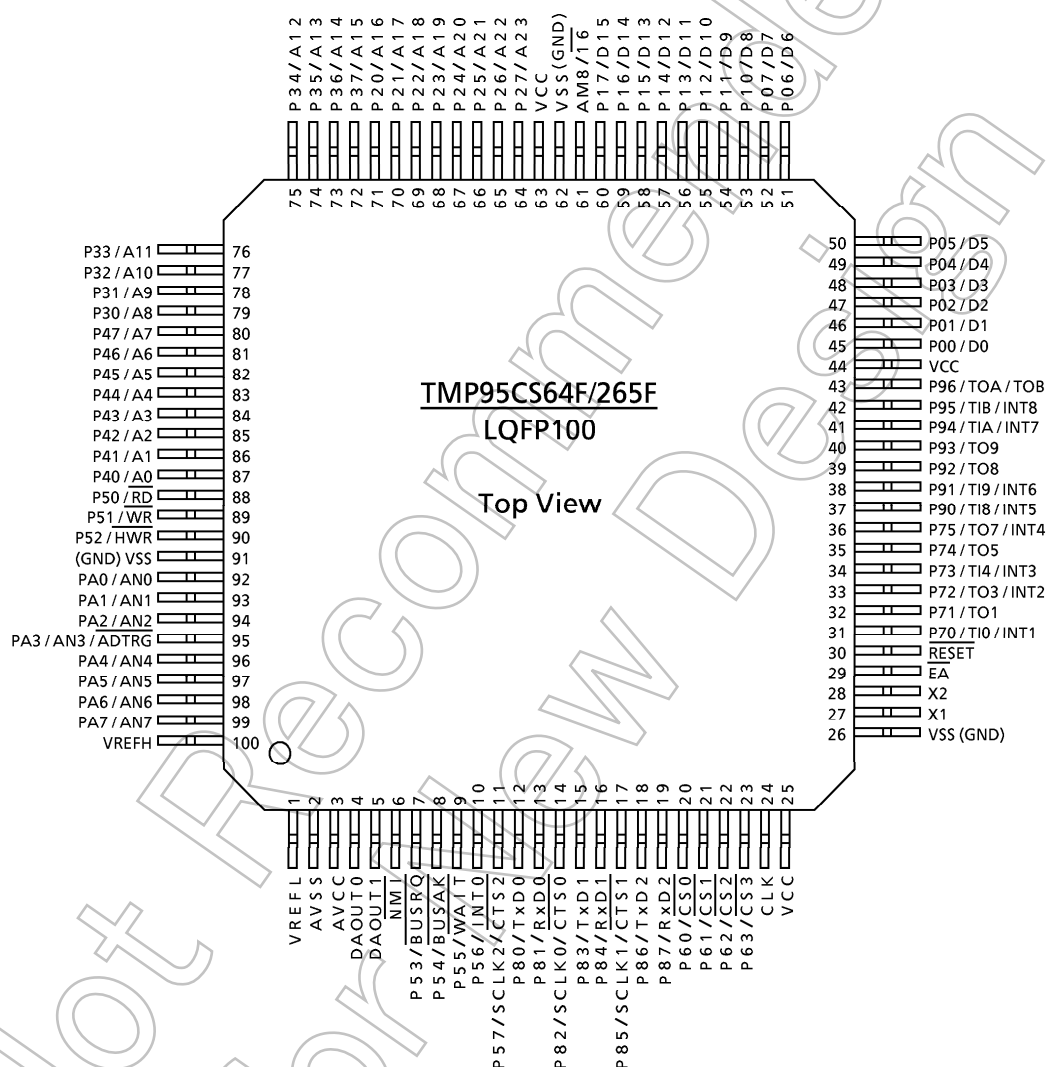 P34/A12
P35/A13
P36/A14
P37/A15
P20/A16
P21/A17
P22/A18
P23/A19
P24/A20
P25/A21
P26/A22
P27/A23
VCC
VSS (GND)
AM8/16
P17/D15
P16/D14
P15/D13
P14/D12
P13/D11
P12/D10
P11/D9
P10/D8
P07/D7
P06/D6
75 74 73 72 71 70 69 68 67 66 65 64 63 62 61 60 59 58 57 56 55 54 53 52 51
P33/A11 76
P32/A10 77
P31/A9 78
P30/A8 79
P47/A7 80
P46/A6 81
P45/A5 82
P44/A4 83
P43/A3 84
P42/A2 85
P41/A1 86
P40/A0 87
P50/RD 88
P51/WR 89
P52/HWR 90
(GND) VSS 91
PA0/AN0 92
PA1/AN1 93
PA2/AN2 94
PA3/AN3/ADTRG 95
PA4/AN4 96
PA5/AN5 97
PA6/AN6 98
PA7/AN7 99
VREFH 100
TMP95CS64F/265F
LQFP100
Top View
50 P05/D5
49 P04/D4
48 P03/D3
47 P02/D2
46 P01/D1
45 P00/D0
44 VCC
43 P96/TOA/TOB
42 P95/TIB/INT8
41 P94/TIA/INT7
40 P93/TO9
39 P92/TO8
38 P91/TI9/INT6
37 P90/TI8/INT5
36 P75/TO7/INT4
35 P74/TO5
34 P73/TI4/INT3
33 P72/TO3/INT2
32 P71/TO1
31 P70/TI0/INT1
30 RESET
29 EA
28 X2
27 X1
26 VSS (GND)
1 2 3 4 5 6 7 8 9 10 11 12 13 14 15 16 17 18 19 20 21 22 23 24 25
VREFL
AVSS
AVCC
DAOUT0
DAOUT1
NMI
P53/BUSRQ
P54/BUSAK
P55/WAIT
P56/INT0
P57/SCLK2/CTS2
P80/TxD0
P81/RxD0
P82/SCLK0/CTS0
P83/TxD1
P84/RxD1
P85/SCLK1/CTS1
P86/TxD2
P87/RxD2
P60/CS0
P61/CS1
P62/CS2
P63/CS3
CLK
VCC
Not Recommende
for New Design